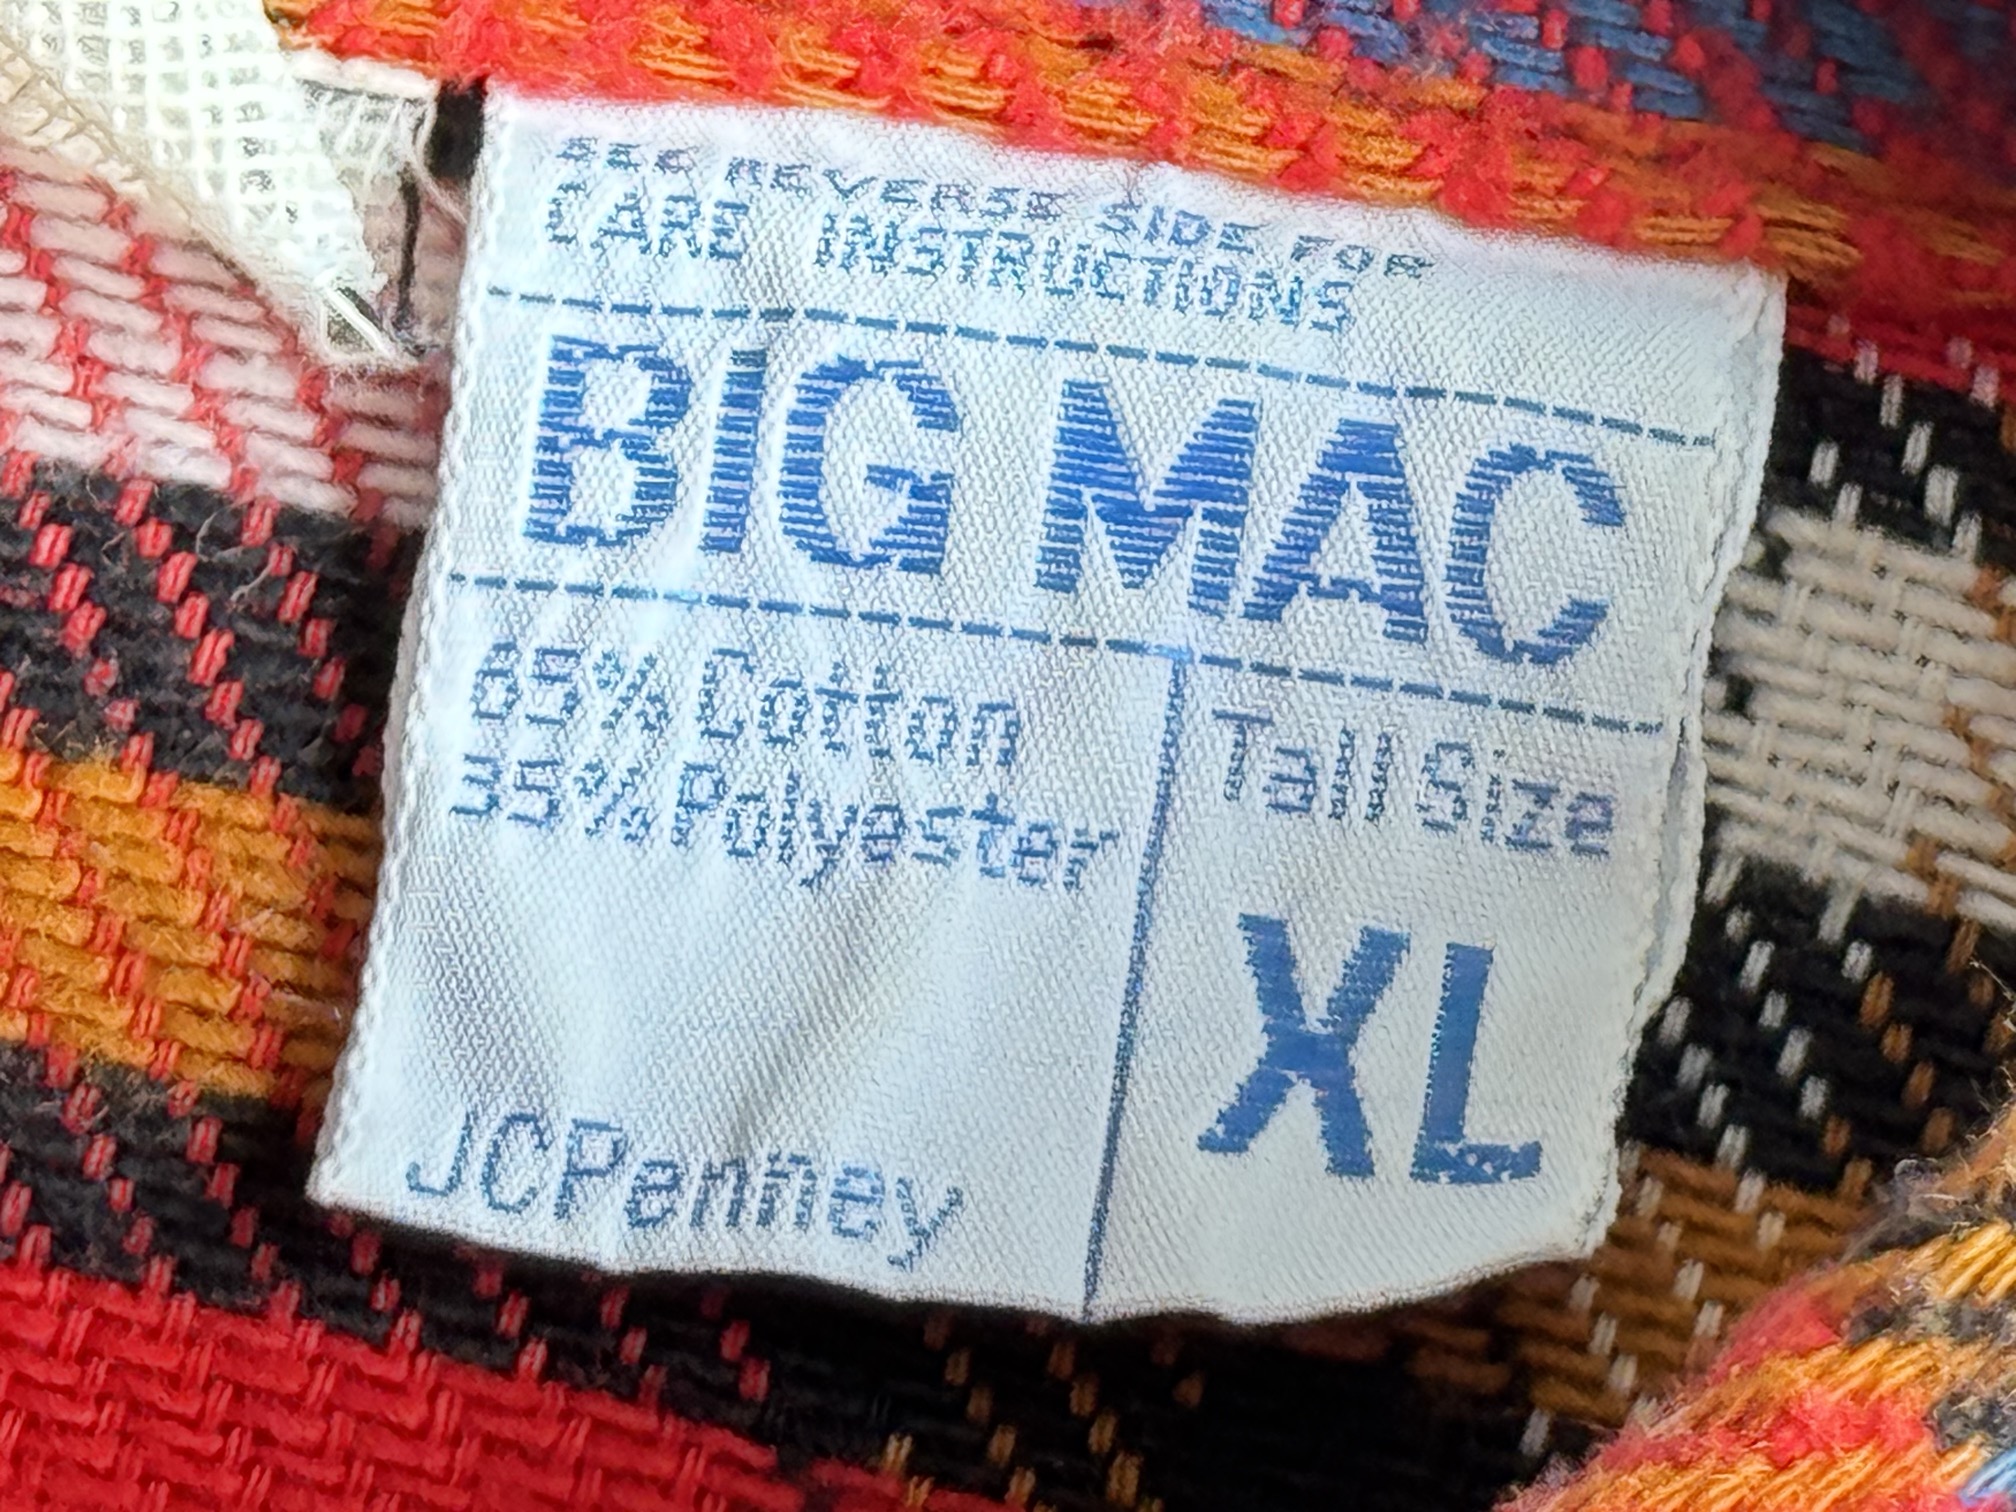 SEE REVERSE SIDE FOR
CARE INSTRUCTIONS
BIG MAC
65% Cotton
35% Polyester
Tall Size
XL
JCPenney